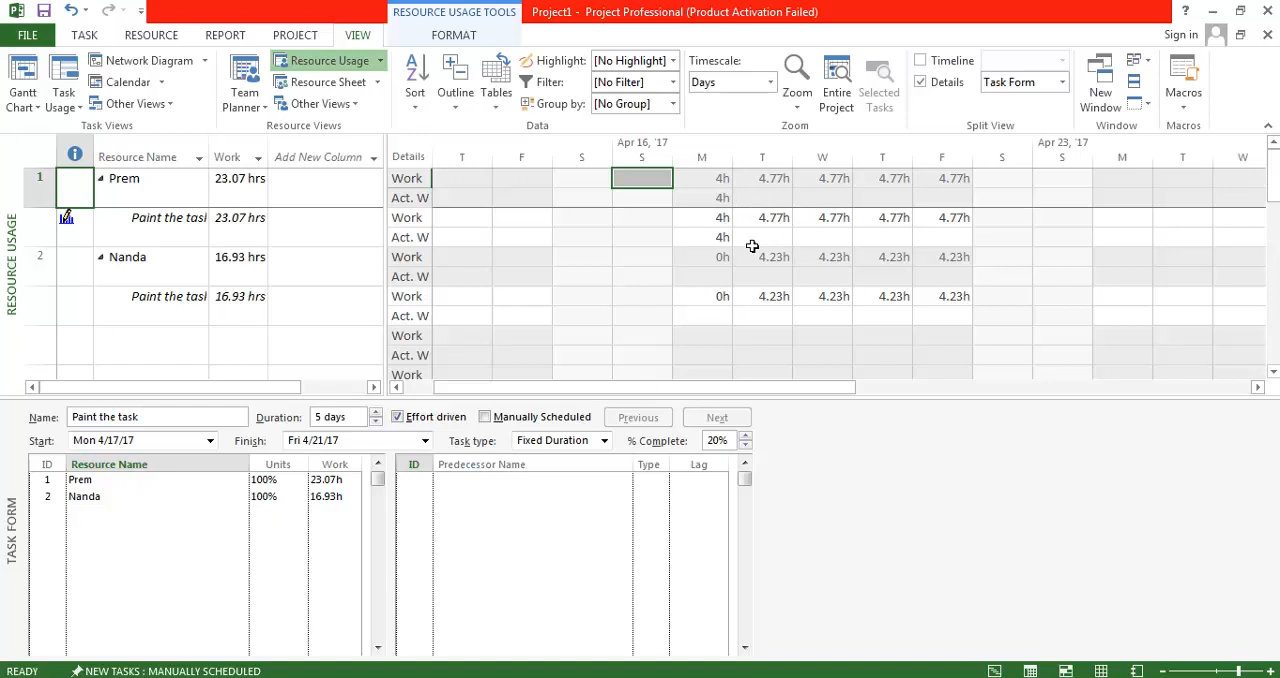 RESOURCE USAGE TOOLS Project1 - Project Professional (Product Activation Failed) ?
FILE TASK RESOURCE REPORT PROJECT VIEW FORMAT Sign in
Gantt Chart
Task Usage
Network Diagram
Calendar
Other Views
Task Views
Team Planner
Resource Usage
Resource Sheet
Other Views
Resource Views
Sort
Outline
Tables
Highlight: [No Highlight]
Filter: [No Filter]
Group by: [No Group]
Data
Timescale:
Days
Zoom
Entire Project
Selected Tasks
Zoom
Timeline
Details Task Form
Split View
New Window
Window
Macros
Macros
Apr 16, '17 Apr 23, '17
Resource Name Work Add New Column Details T F S S M T W T F S S M T W
1 Prem 23.07 hrs Work 4h 4.77h 4.77h 4.77h 4.77h
Act. W 4h
Paint the task 23.07 hrs Work 4h 4.77h 4.77h 4.77h 4.77h
Act. W 4h
2 Nanda 16.93 hrs Work 0h 4.23h 4.23h 4.23h 4.23h
Act. W
Paint the task 16.93 hrs Work 0h 4.23h 4.23h 4.23h 4.23h
Act. W
Work
Act. W
Work
RESOURCE USAGE
Name: Paint the task Duration: 5 days Effort driven Manually Scheduled Previous Next
Start: Mon 4/17/17 Finish: Fri 4/21/17 Task type: Fixed Duration % Complete: 20%
ID Resource Name Units Work ID Predecessor Name Type Lag
1 Prem 100% 23.07h
2 Nanda 100% 16.93h
TASK FORM
READY NEW TASKS : MANUALLY SCHEDULED